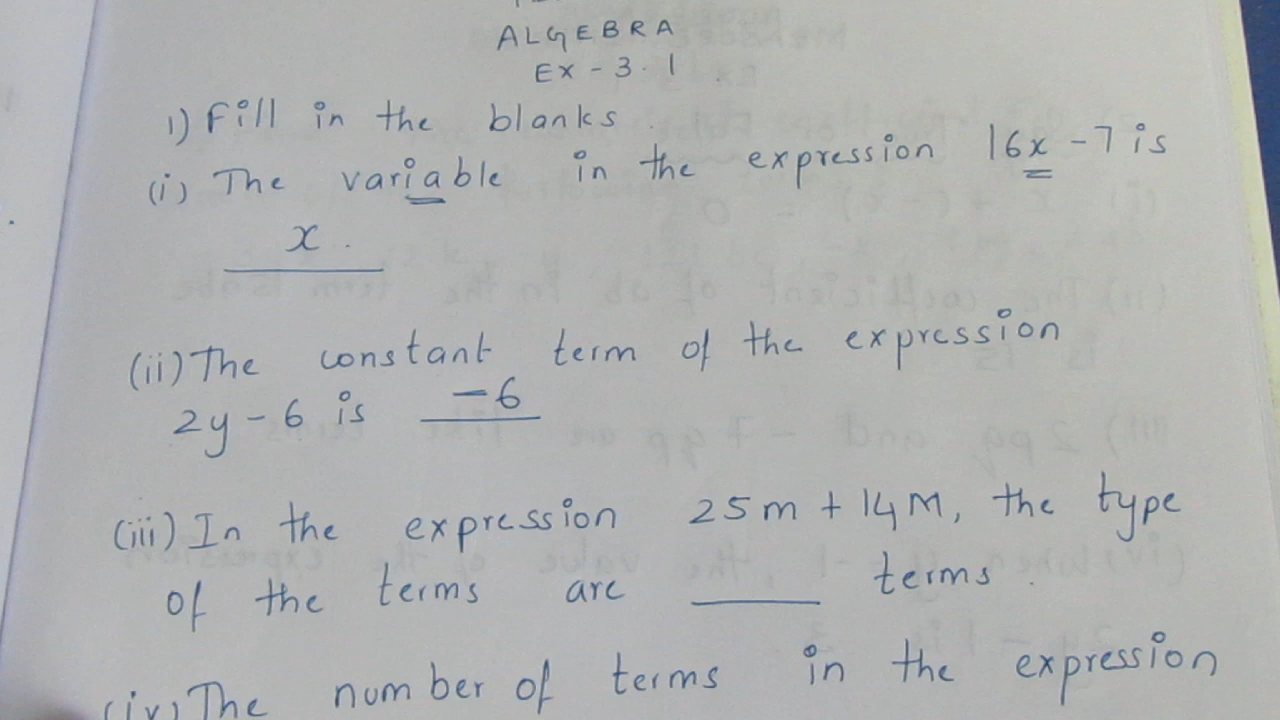 ALGEBRA
Ex - 3.1
1) Fill in the blanks.
(i) The variable in the expression 16x - 7 is
x.
(ii) The constant term of the expression
2y - 6 is -6
(iii) In the expression 25m + 14M, the type
of the terms are ____ terms.
(iv) The number of terms in the expression